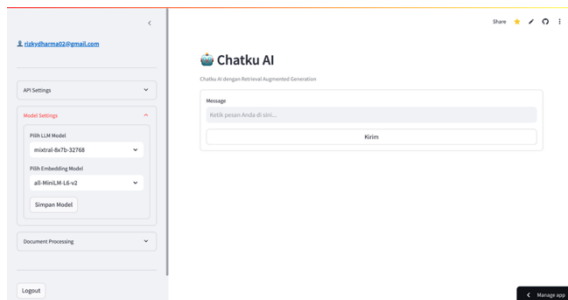 Share
rizkydharma02@gmail.com
Chatku AI
Chatku AI dengan Retrieval Augmented Generation
API Settings
Message
Model Settings
Ketik pesan Anda di sini...
Pilih LLM Model
Kirim
mixtral-8x7b-32768
Pilih Embedding Model
all-MiniLM-L6-v2
Simpan Model
Document Processing
Logout
Manage app